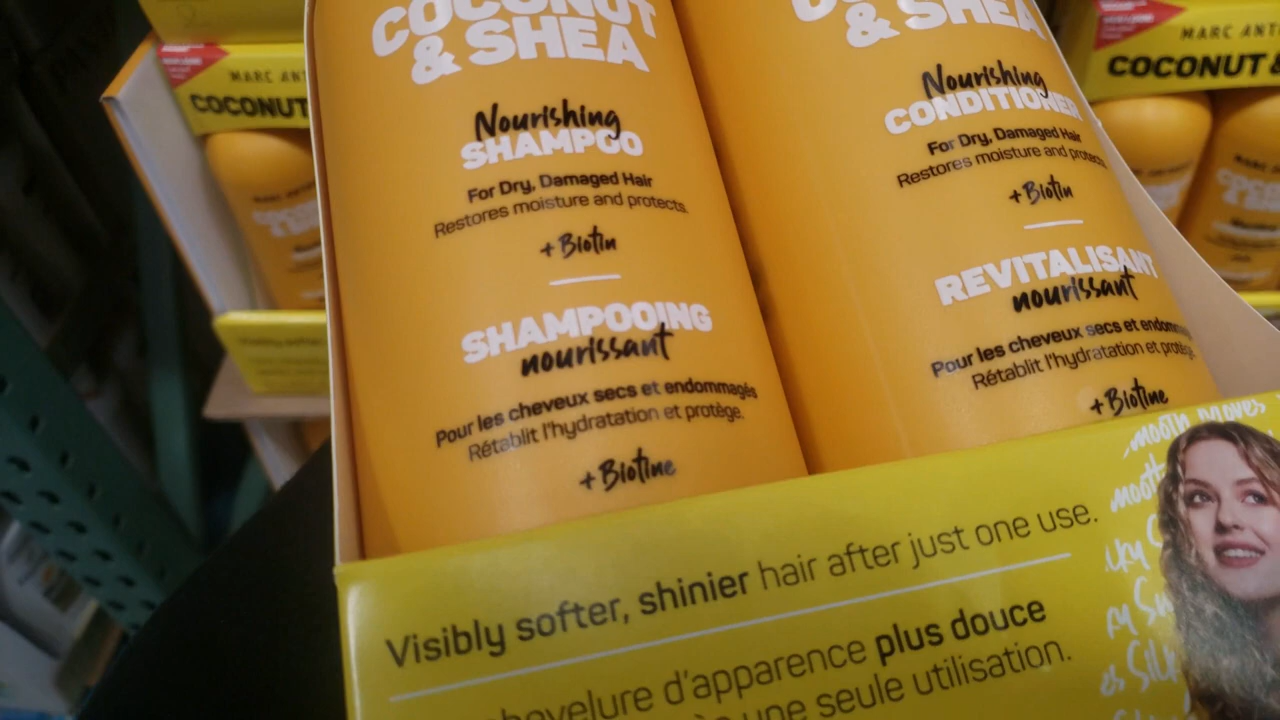 COCONUT
& SHEA
Nourishing
SHAMPOO
For Dry, Damaged Hair
Restores moisture and protects.
+ Biotin
SHAMPOOING
nourissant
Pour les cheveux secs et endommagés
Rétablit l'hydratation et protège.
+ Biotine
& SHEA
Nourishing
CONDITIONER
For Dry, Damaged Hair
Restores moisture and protects
+ Biotin
REVITALISANT
nourissant
Pour les cheveux secs et
Rétablit l'hydratation et protège.
+ Biotine
Visibly softer, shinier hair after just one use.
d'apparence plus douce
une seule utilisation.
MARC
COCONUT
MARC
COCONUT &